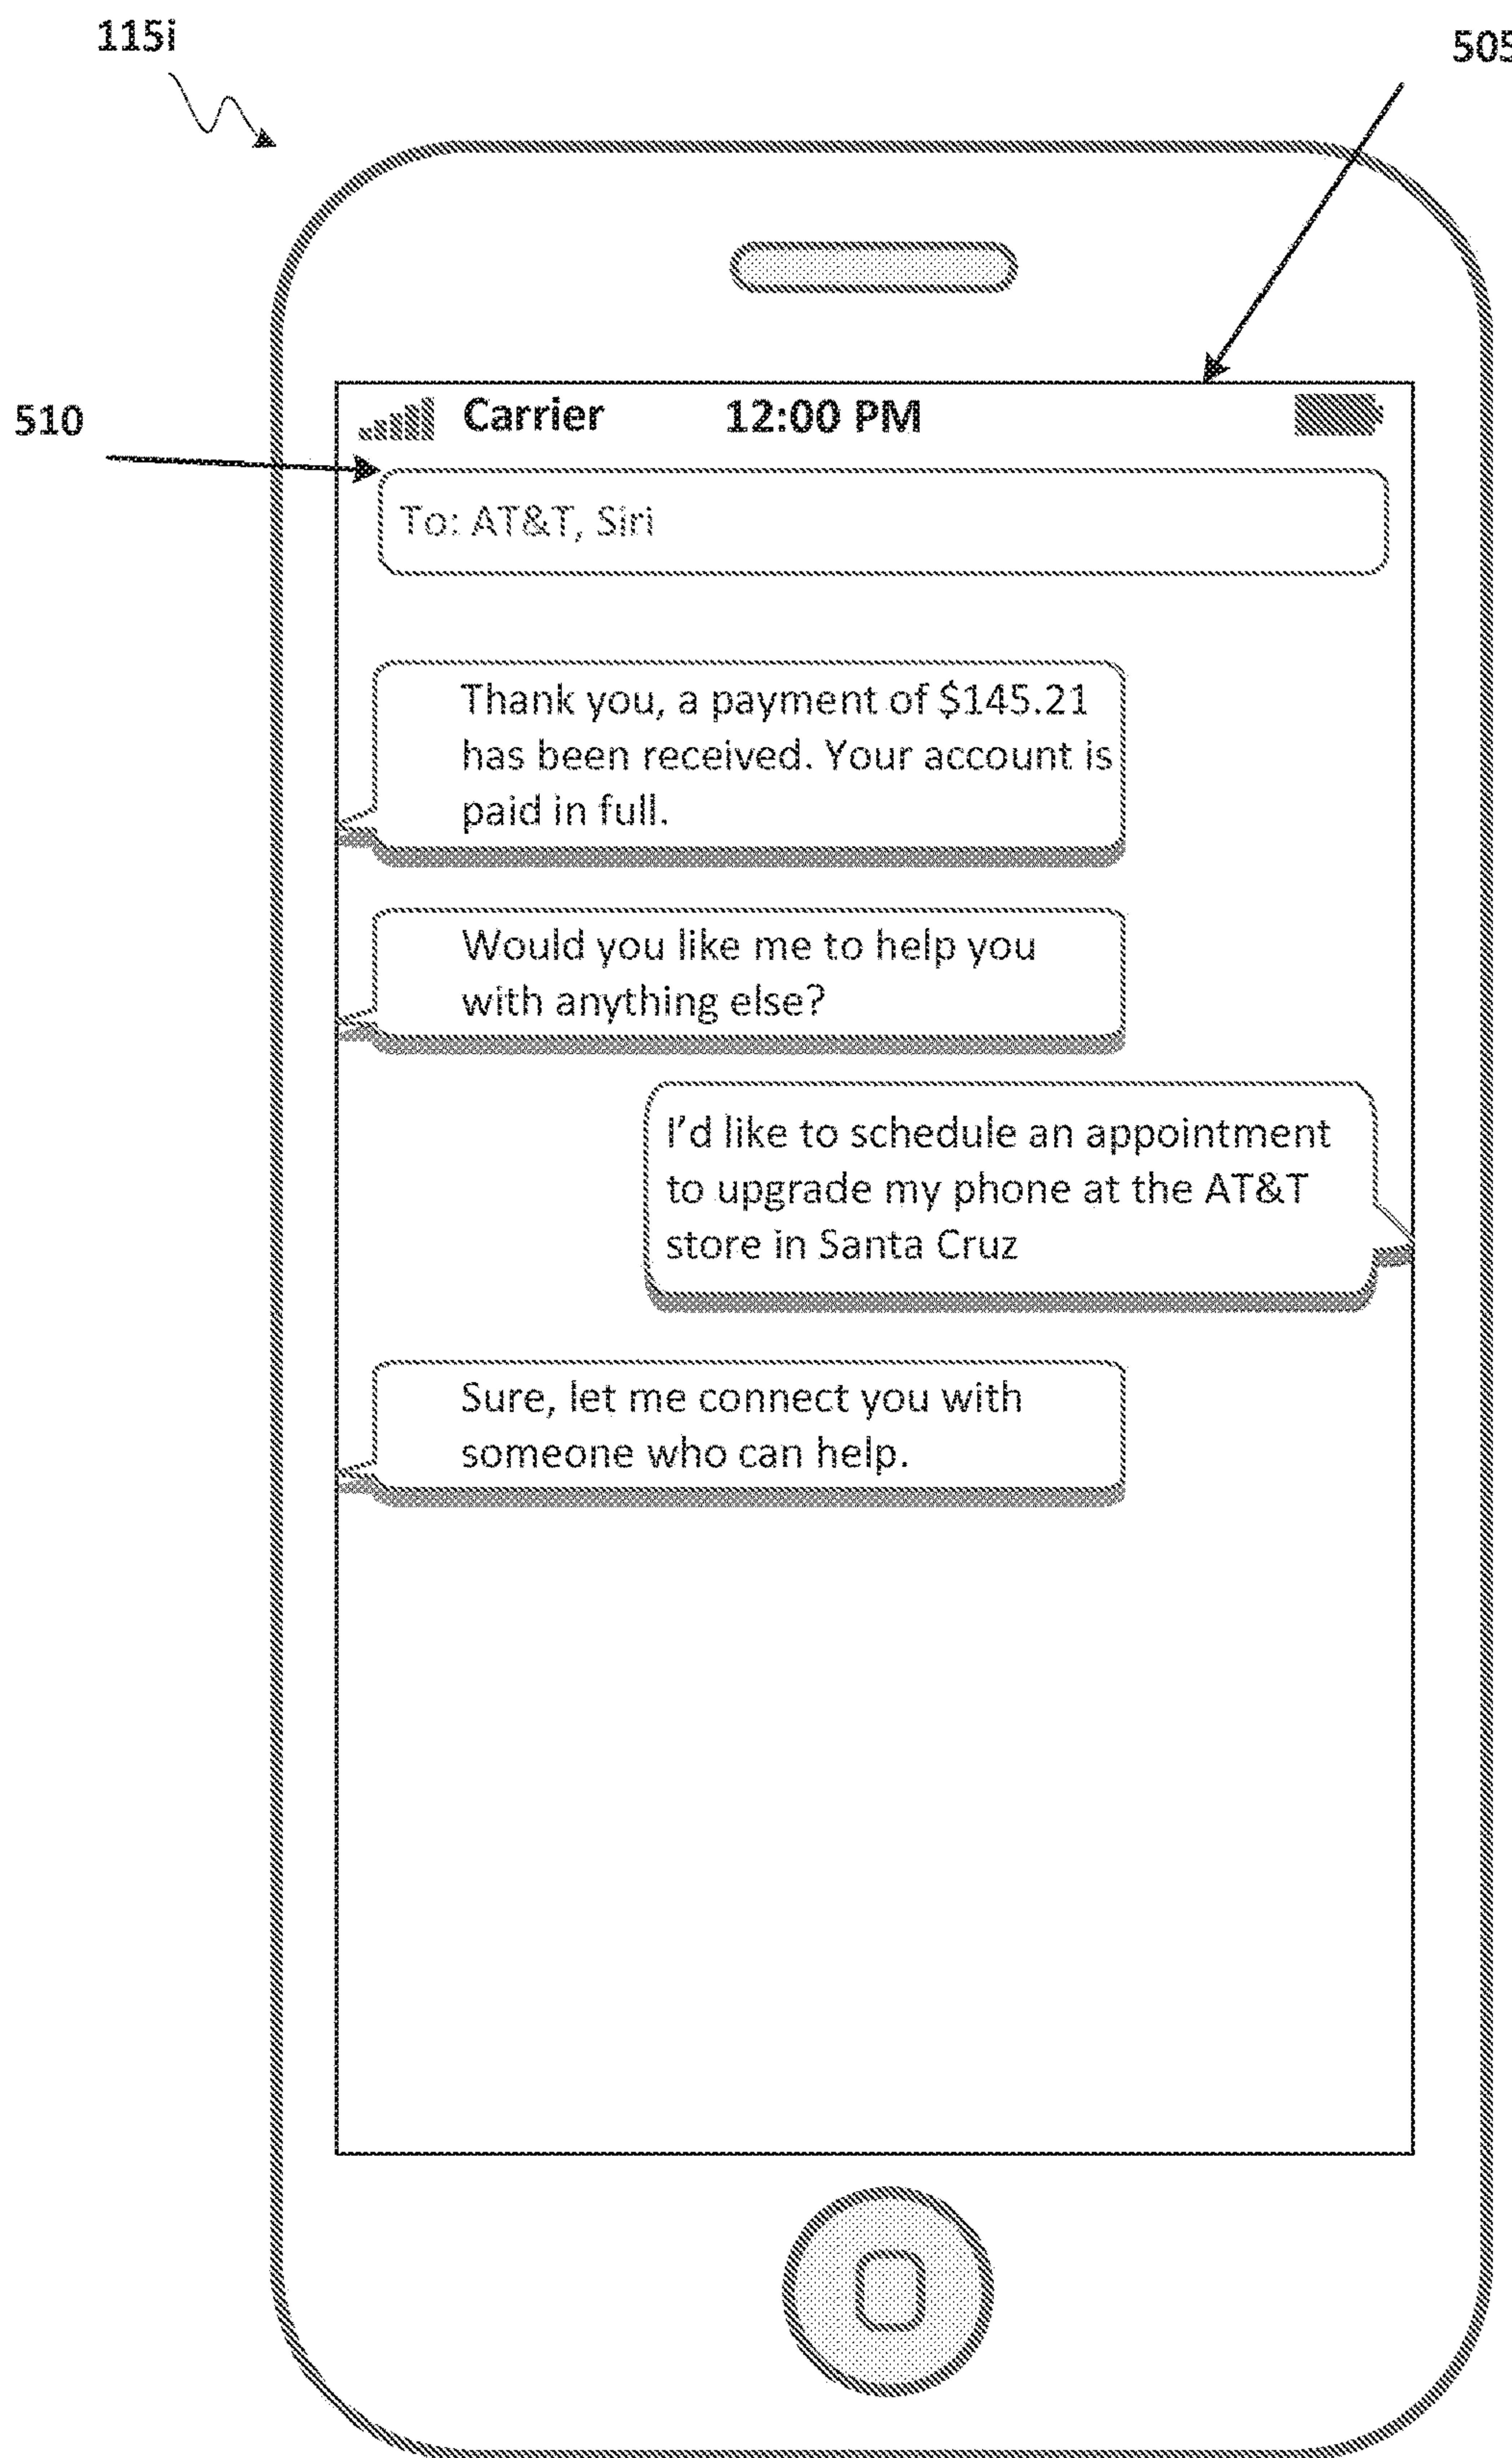 115i
505
510
Carrier 12:00 PM
To: AT&T, Siri
Thank you, a payment of $145.21
has been received. Your account is
paid in full.
Would you like me to help you
with anything else?
I'd like to schedule an appointment
to upgrade my phone at the AT&T
store in Santa Cruz
Sure, let me connect you with
someone who can help.